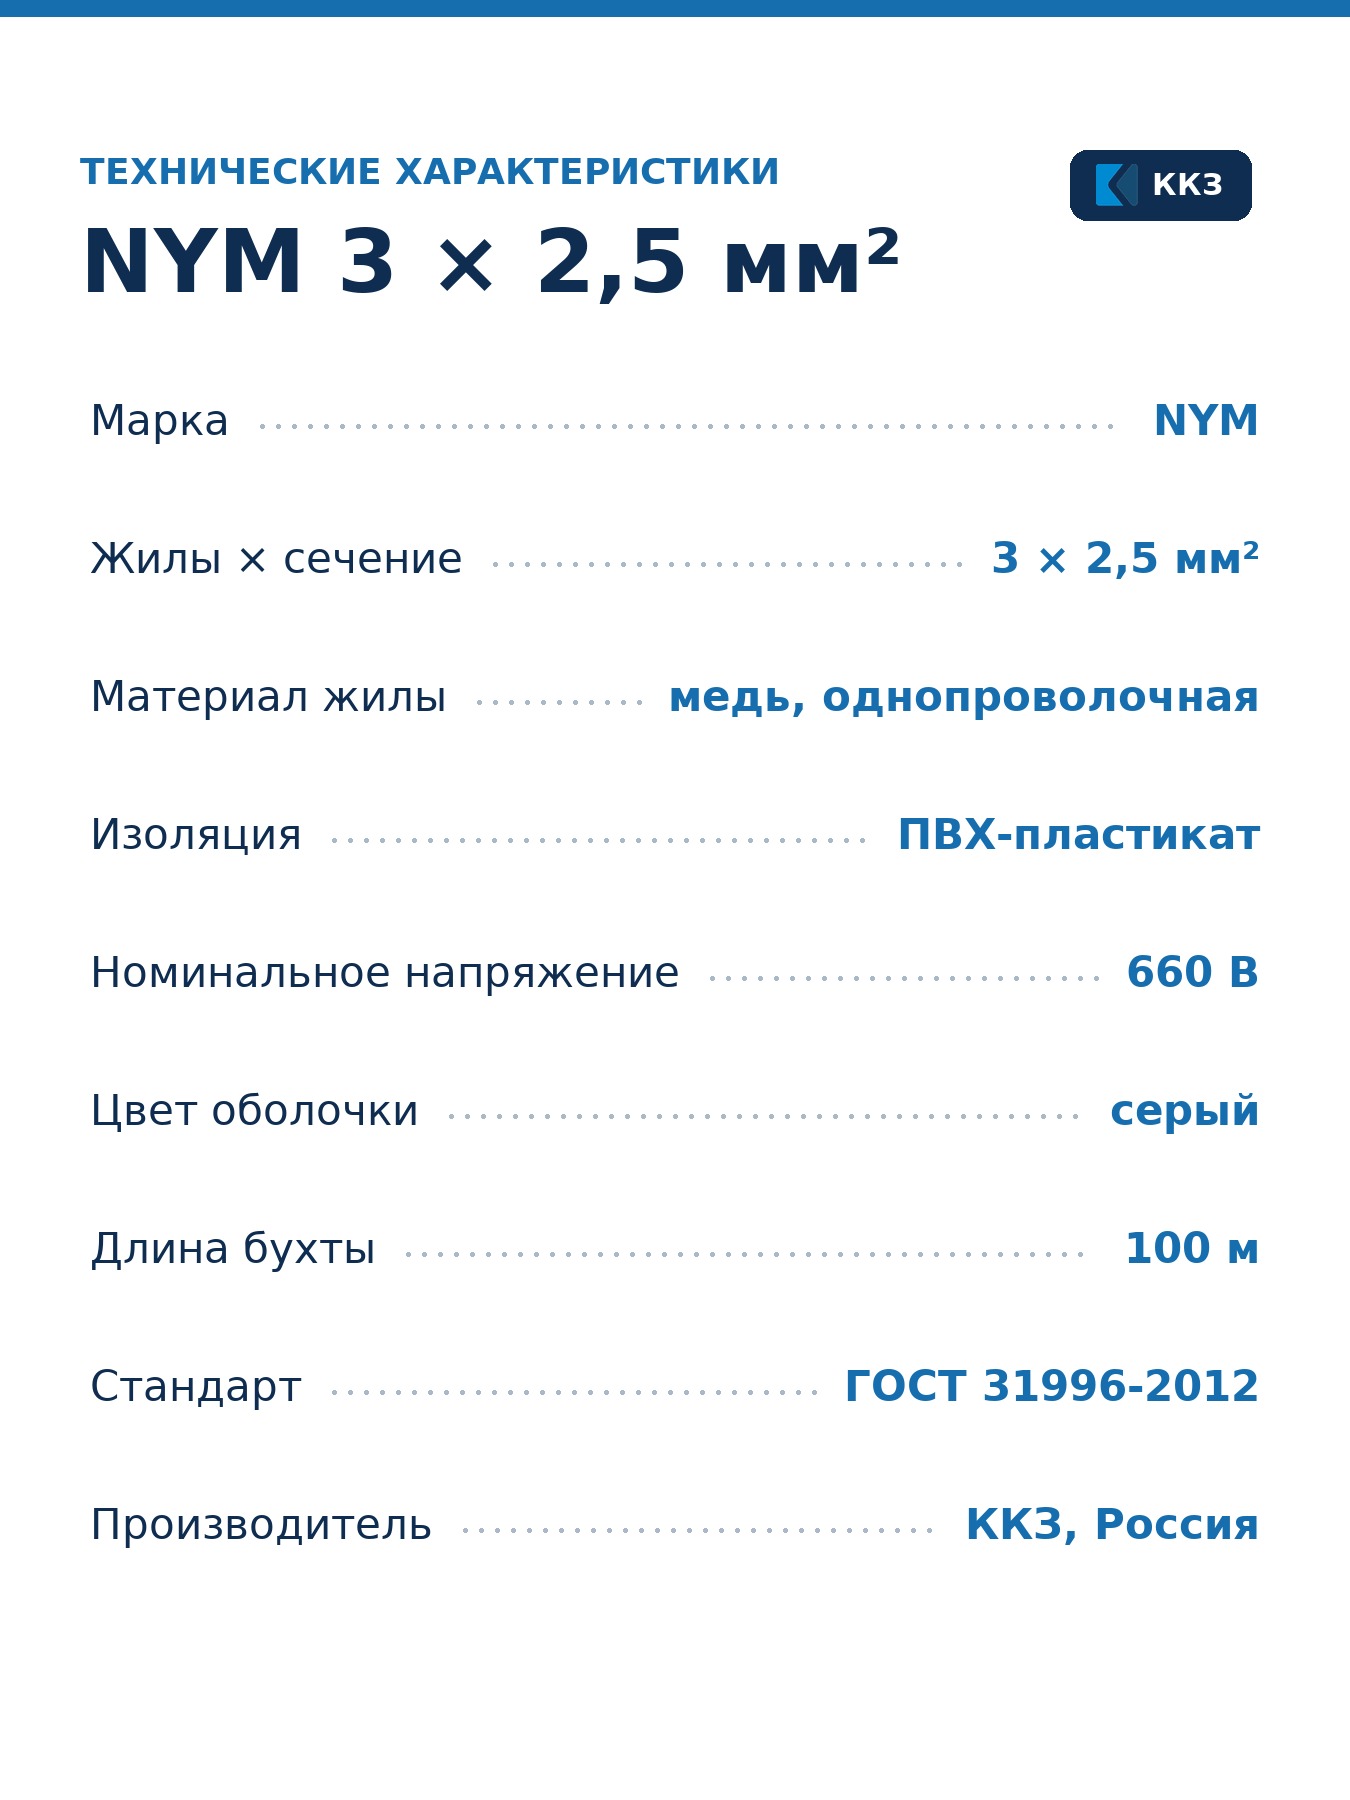 ТЕХНИЧЕСКИЕ ХАРАКТЕРИСТИКИ
ККЗ
NYM 3 × 2,5 мм²
Марка NYM
Жилы × сечение 3 × 2,5 мм²
Материал жилы медь, однопроволочная
Изоляция ПВХ-пластикат
Номинальное напряжение 660 В
Цвет оболочки серый
Длина бухты 100 м
Стандарт ГОСТ 31996-2012
Производитель ККЗ, Россия